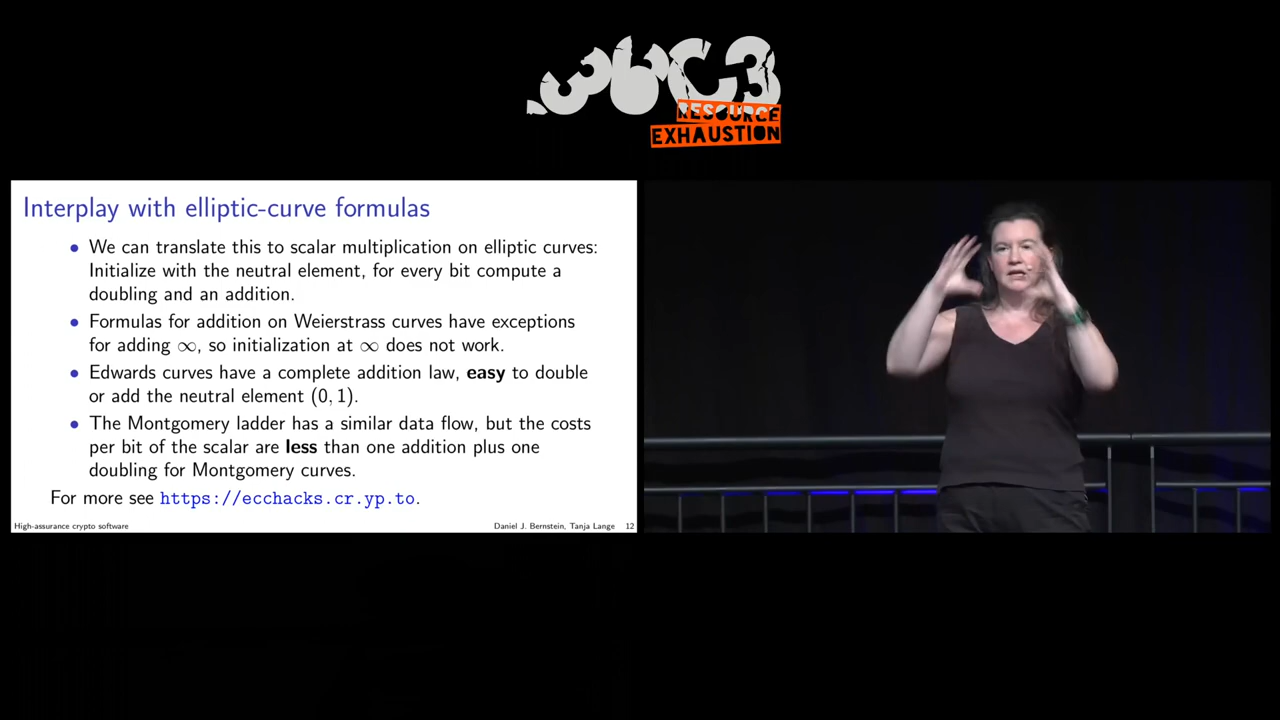 36C3
RESOURCE
EXHAUSTION
Interplay with elliptic-curve formulas
• We can translate this to scalar multiplication on elliptic curves:
Initialize with the neutral element, for every bit compute a
doubling and an addition.
• Formulas for addition on Weierstrass curves have exceptions
for adding ∞, so initialization at ∞ does not work.
• Edwards curves have a complete addition law, easy to double
or add the neutral element (0, 1).
• The Montgomery ladder has a similar data flow, but the costs
per bit of the scalar are less than one addition plus one
doubling for Montgomery curves.
For more see https://ecchacks.cr.yp.to.
High-assurance crypto software
Daniel J. Bernstein, Tanja Lange 12